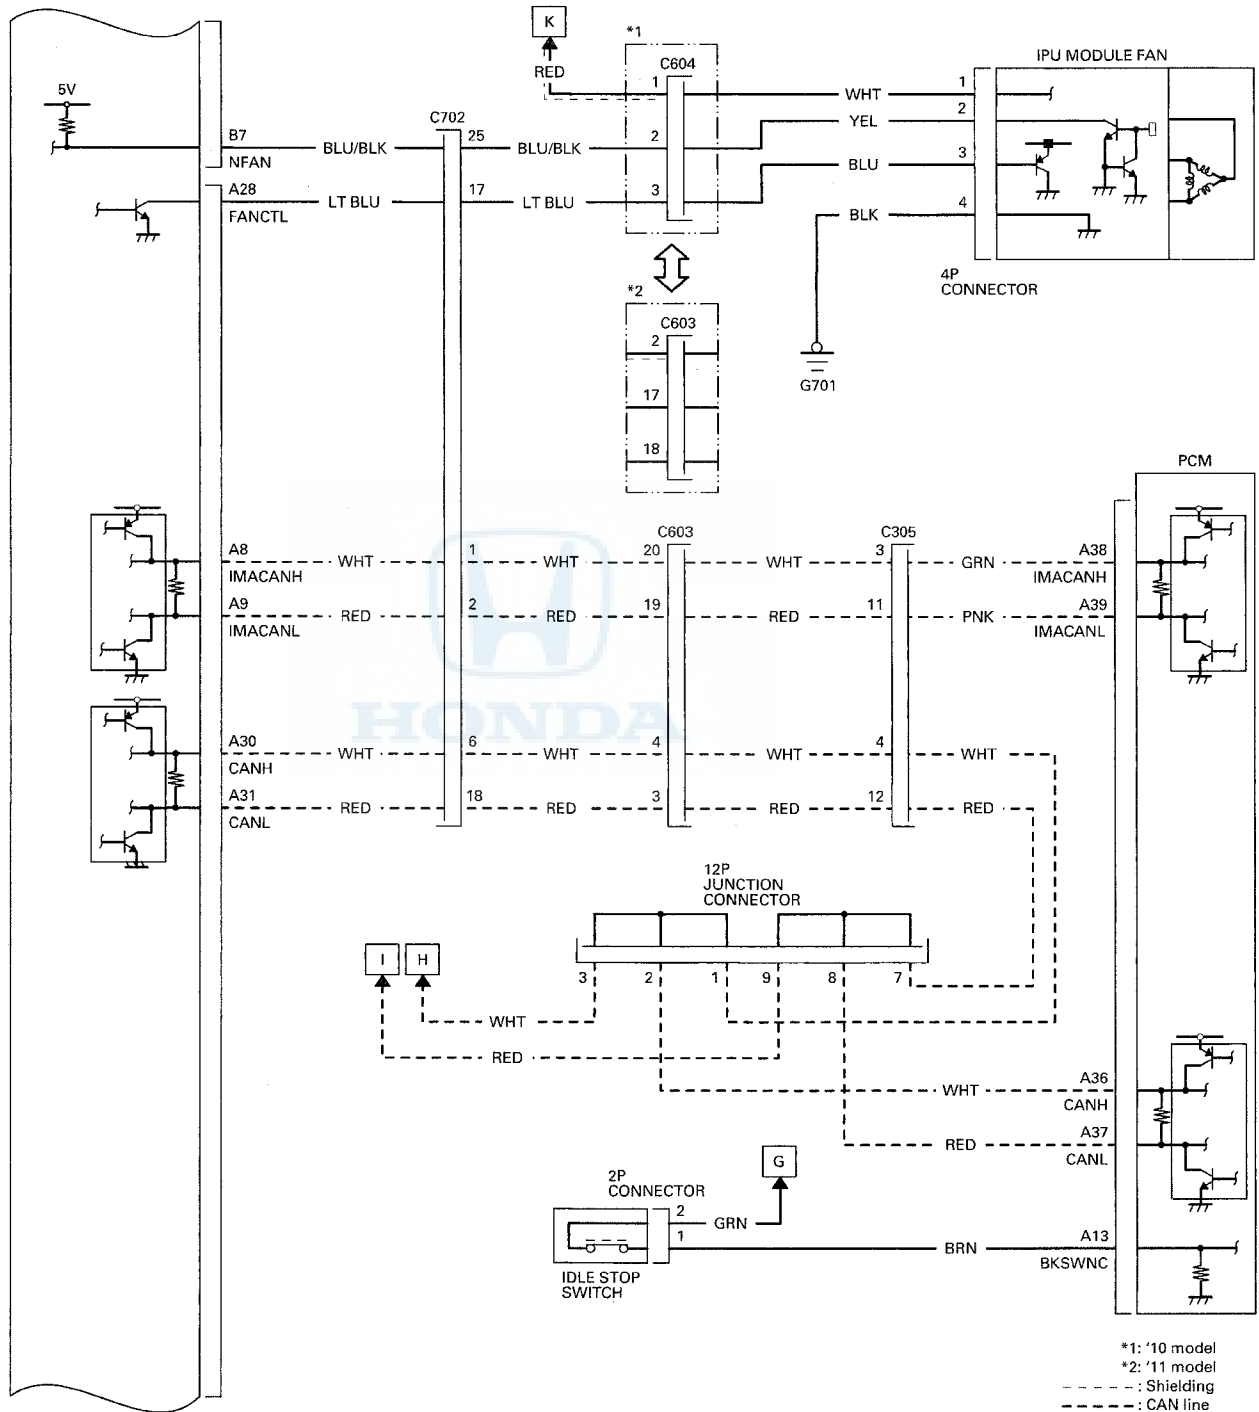 K
*1
RED
C604
1
WHT
1
IPU MODULE FAN
5V
C702
2
YEL
B7
25
BLU/BLK
BLU/BLK
2
NFAN
BLU
3
A28
17
LT BLU
LT BLU
3
FANCTL
BLK
4
4P
CONNECTOR
*2
C603
2
17
18
G701
PCM
C603
C305
A8
WHT
1
WHT
20
WHT
3
GRN
A38
IMACANH
IMACANH
A9
RED
2
RED
19
RED
11
PNK
A39
IMACANL
IMACANL
HONDA
A30
WHT
6
WHT
4
WHT
4
WHT
CANH
A31
RED
18
RED
3
RED
12
RED
CANL
12P
JUNCTION
CONNECTOR
I
H
3
2
1
9
8
7
WHT
RED
WHT
A36
CANH
RED
A37
CANL
G
2P
CONNECTOR
2
GRN
1
BRN
A13
BKSWNC
IDLE STOP
SWITCH
*1: '10 model
*2: '11 model
: Shielding
: CAN line